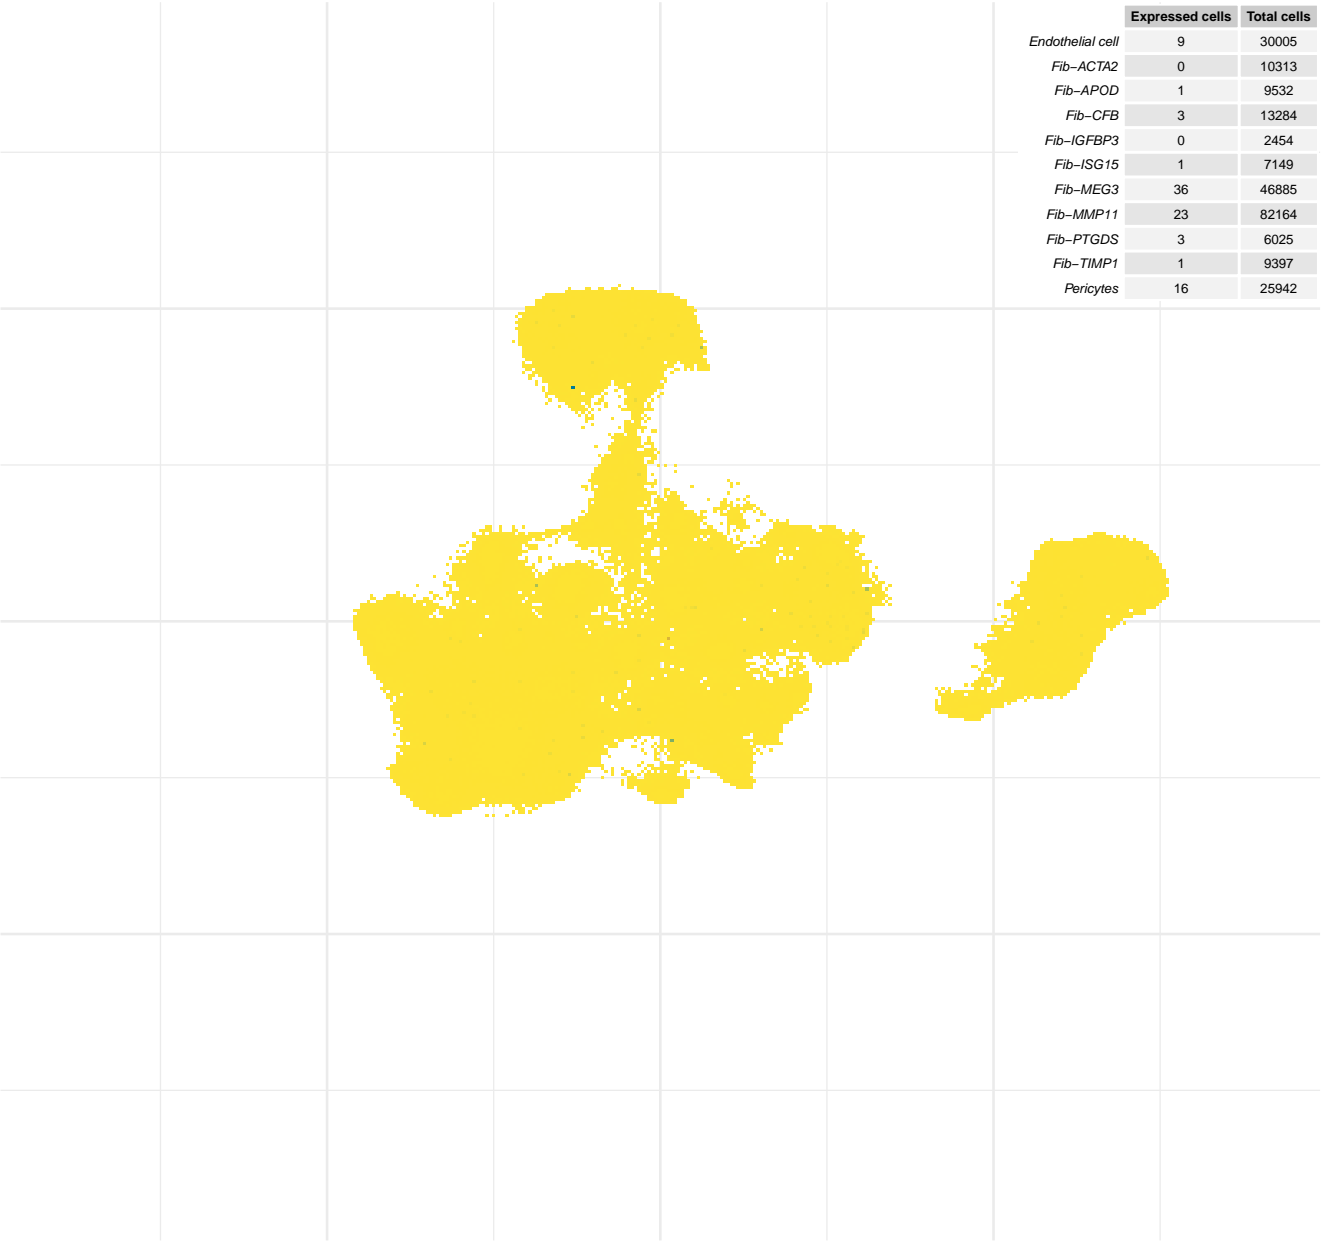 Expressed cells Total cells
Endothelial cell 9 30005
Fib−ACTA2 0 10313
Fib−APOD 1 9532
Fib−CFB 3 13284
Fib−IGFBP3 0 2454
Fib−ISG15 1 7149
Fib−MEG3 36 46885
Fib−MMP11 23 82164
Fib−PTGDS 3 6025
Fib−TIMP1 1 9397
Pericytes 16 25942